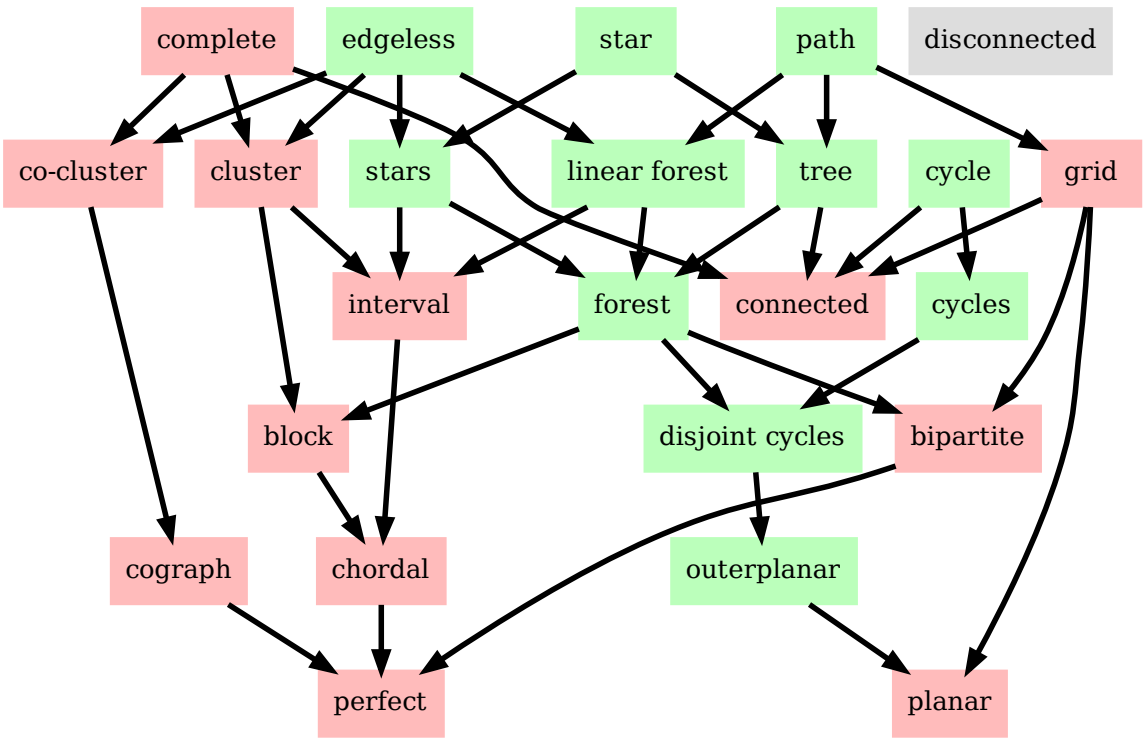 complete
edgeless
star
path
disconnected
co-cluster
cluster
stars
linear forest
tree
cycle
grid
interval
forest
connected
cycles
block
disjoint cycles
bipartite
cograph
chordal
outerplanar
perfect
planar